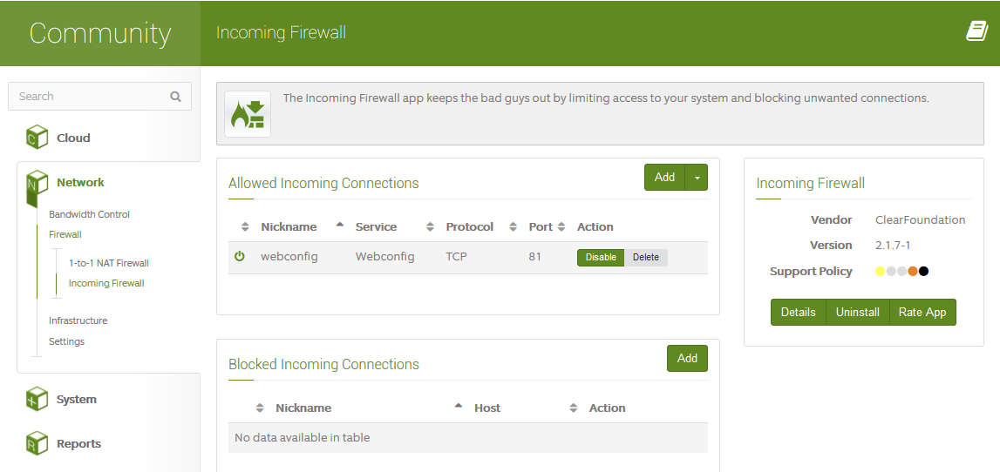 Community
Incoming Firewall
Search
The Incoming Firewall app keeps the bad guys out by limiting access to your system and blocking unwanted connections.
C Cloud
N Network
Bandwidth Control
Firewall
1-to-1 NAT Firewall
Incoming Firewall
Infrastructure
Settings
System
R Reports
Allowed Incoming Connections
Add
Nickname Service Protocol Port Action
webconfig Webconfig TCP 81 Disable Delete
Blocked Incoming Connections
Add
Nickname Host Action
No data available in table
Incoming Firewall
Vendor ClearFoundation
Version 2.1.7-1
Support Policy
Details Uninstall Rate App